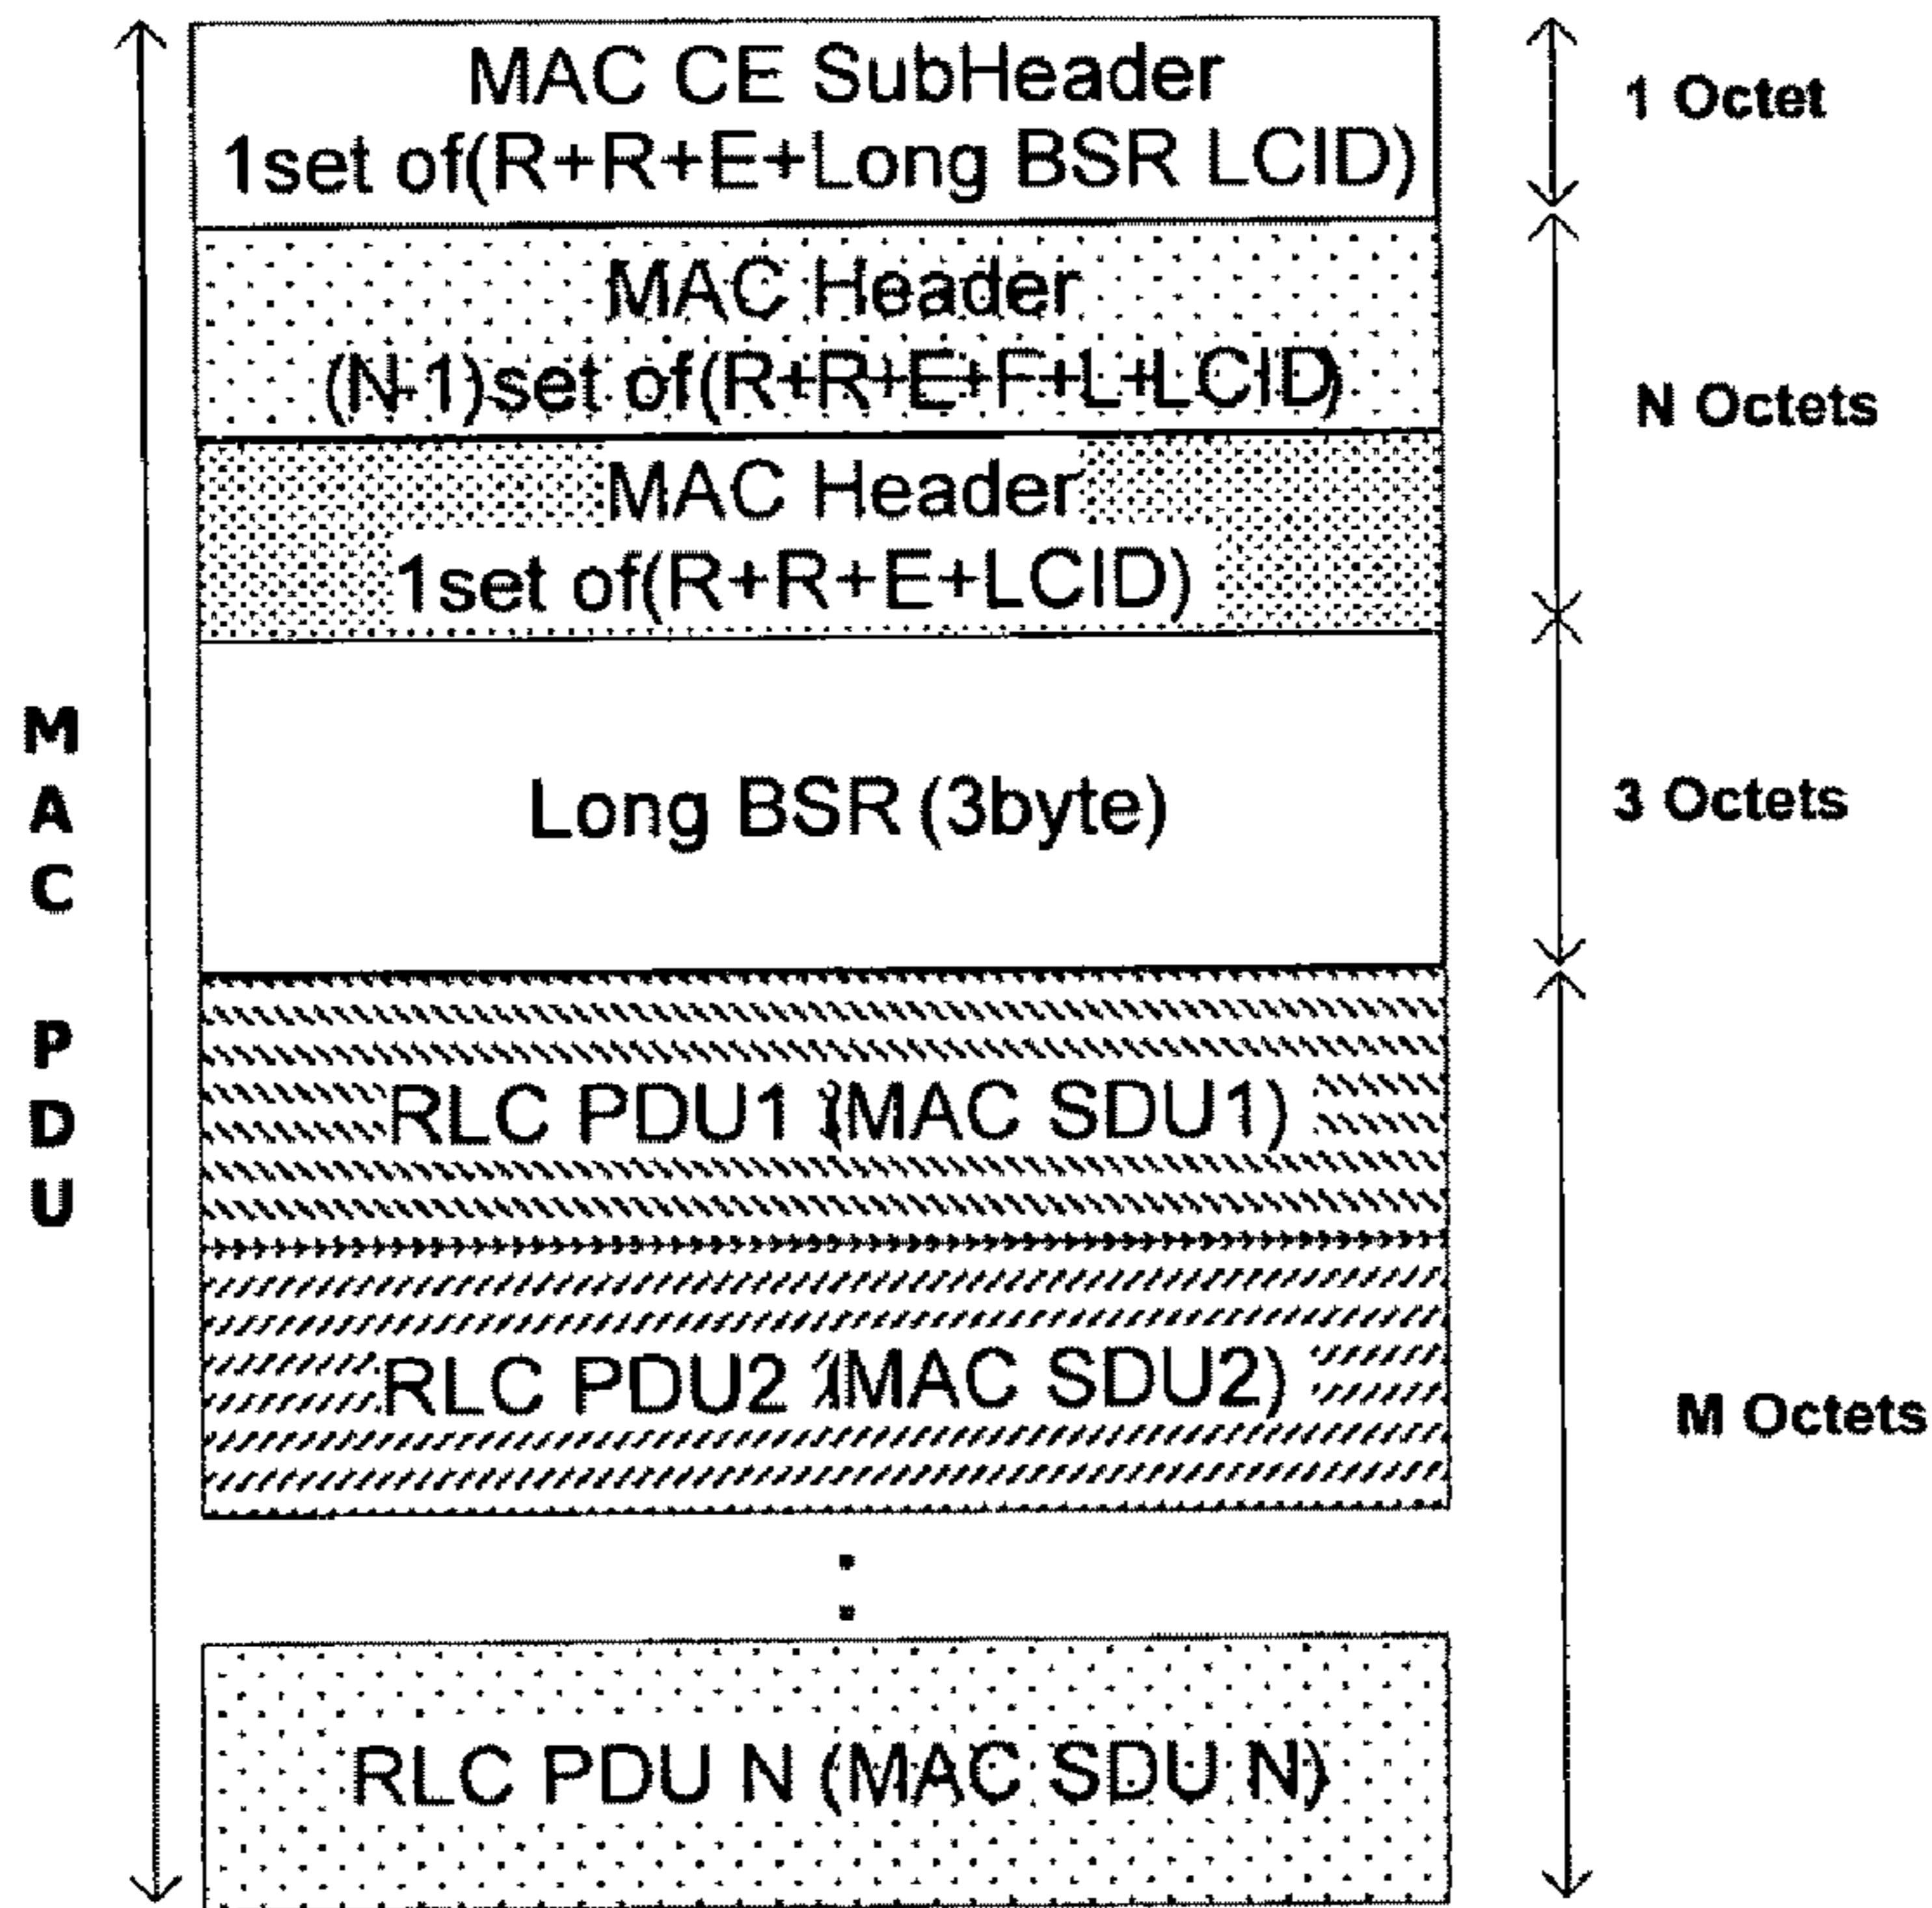 MAC CE SubHeader
1set of(R+R+E+Long BSR LCID)
1 Octet
MAC Header
(N-1)set of(R+R+E+F+L+LCID)
N Octets
MAC Header
1set of(R+R+E+LCID)
Long BSR (3byte)
3 Octets
MAC PDU
RLC PDU1 (MAC SDU1)
RLC PDU2 (MAC SDU2)
M Octets
:
RLC PDU N (MAC SDU N)